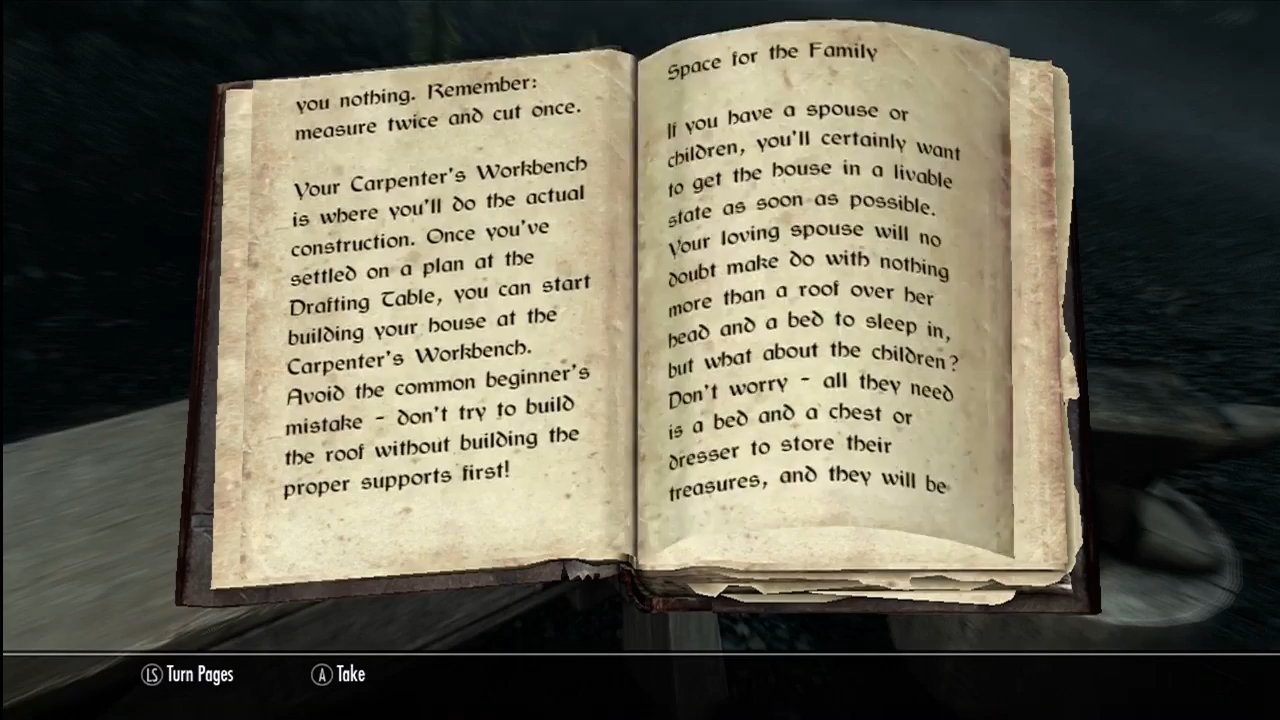 you nothing. Remember:
measure twice and cut once.
Your Carpenter's Workbench
is where you'll do the actual
construction. Once you've
settled on a plan at the
Drafting Table, you can start
building your house at the
Carpenter's Workbench.
Avoid the common beginner's
mistake - don't try to build
the roof without building the
proper supports first!
Space for the Family
If you have a spouse or
children, you'll certainly want
to get the house in a livable
state as soon as possible.
Your loving spouse will no
doubt make do with nothing
more than a roof over her
head and a bed to sleep in,
but what about the children?
Don't worry - all they need
is a bed and a chest or
dresser to store their
treasures, and they will be
LS Turn Pages
A Take